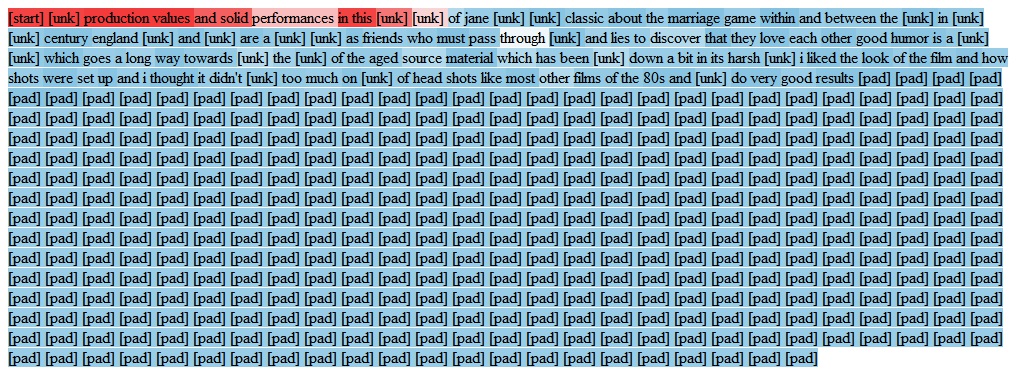 [start] [unk] production values and solid performances in this [unk] [unk] of jane [unk] [unk] classic about the marriage game within and between the [unk] in [unk]
[unk] century england [unk] and [unk] are a [unk] [unk] as friends who must pass through [unk] and lies to discover that they love each other good humor is a [unk]
[unk] which goes a long way towards [unk] the [unk] of the aged source material which has been [unk] down a bit in its harsh [unk] i liked the look of the film and how
shots were set up and i thought it didn't [unk] too much on [unk] of head shots like most other films of the 80s and [unk] do very good results [pad] [pad] [pad] [pad]
[pad] [pad] [pad] [pad] [pad] [pad] [pad] [pad] [pad] [pad] [pad] [pad] [pad] [pad] [pad] [pad] [pad] [pad] [pad] [pad] [pad] [pad] [pad] [pad] [pad] [pad] [pad]
[pad] [pad] [pad] [pad] [pad] [pad] [pad] [pad] [pad] [pad] [pad] [pad] [pad] [pad] [pad] [pad] [pad] [pad] [pad] [pad] [pad] [pad] [pad] [pad] [pad] [pad] [pad]
[pad] [pad] [pad] [pad] [pad] [pad] [pad] [pad] [pad] [pad] [pad] [pad] [pad] [pad] [pad] [pad] [pad] [pad] [pad] [pad] [pad] [pad] [pad] [pad] [pad] [pad] [pad]
[pad] [pad] [pad] [pad] [pad] [pad] [pad] [pad] [pad] [pad] [pad] [pad] [pad] [pad] [pad] [pad] [pad] [pad] [pad] [pad] [pad] [pad] [pad] [pad] [pad] [pad] [pad]
[pad] [pad] [pad] [pad] [pad] [pad] [pad] [pad] [pad] [pad] [pad] [pad] [pad] [pad] [pad] [pad] [pad] [pad] [pad] [pad] [pad] [pad] [pad] [pad] [pad] [pad] [pad]
[pad] [pad] [pad] [pad] [pad] [pad] [pad] [pad] [pad] [pad] [pad] [pad] [pad] [pad] [pad] [pad] [pad] [pad] [pad] [pad] [pad] [pad] [pad] [pad] [pad] [pad] [pad]
[pad] [pad] [pad] [pad] [pad] [pad] [pad] [pad] [pad] [pad] [pad] [pad] [pad] [pad] [pad] [pad] [pad] [pad] [pad] [pad] [pad] [pad] [pad] [pad] [pad] [pad] [pad]
[pad] [pad] [pad] [pad] [pad] [pad] [pad] [pad] [pad] [pad] [pad] [pad] [pad] [pad] [pad] [pad] [pad] [pad] [pad] [pad] [pad] [pad] [pad] [pad] [pad] [pad] [pad]
[pad] [pad] [pad] [pad] [pad] [pad] [pad] [pad] [pad] [pad] [pad] [pad] [pad] [pad] [pad] [pad] [pad] [pad] [pad] [pad] [pad] [pad] [pad] [pad] [pad] [pad] [pad]
[pad] [pad] [pad] [pad] [pad] [pad] [pad] [pad] [pad] [pad] [pad] [pad] [pad] [pad] [pad] [pad] [pad] [pad] [pad] [pad] [pad] [pad] [pad] [pad] [pad] [pad] [pad]
[pad] [pad] [pad] [pad] [pad] [pad] [pad] [pad] [pad] [pad] [pad] [pad] [pad] [pad] [pad] [pad] [pad] [pad] [pad] [pad] [pad] [pad] [pad] [pad] [pad] [pad] [pad]
[pad] [pad] [pad] [pad] [pad] [pad] [pad] [pad] [pad] [pad] [pad] [pad] [pad] [pad] [pad] [pad] [pad] [pad] [pad] [pad] [pad] [pad] [pad] [pad] [pad] [pad] [pad]
[pad] [pad] [pad] [pad] [pad] [pad] [pad] [pad] [pad] [pad] [pad] [pad] [pad] [pad] [pad] [pad] [pad] [pad] [pad] [pad] [pad] [pad] [pad] [pad] [pad] [pad] [pad]
[pad] [pad] [pad] [pad] [pad] [pad] [pad] [pad] [pad] [pad] [pad] [pad] [pad] [pad] [pad] [pad] [pad] [pad] [pad] [pad] [pad] [pad]